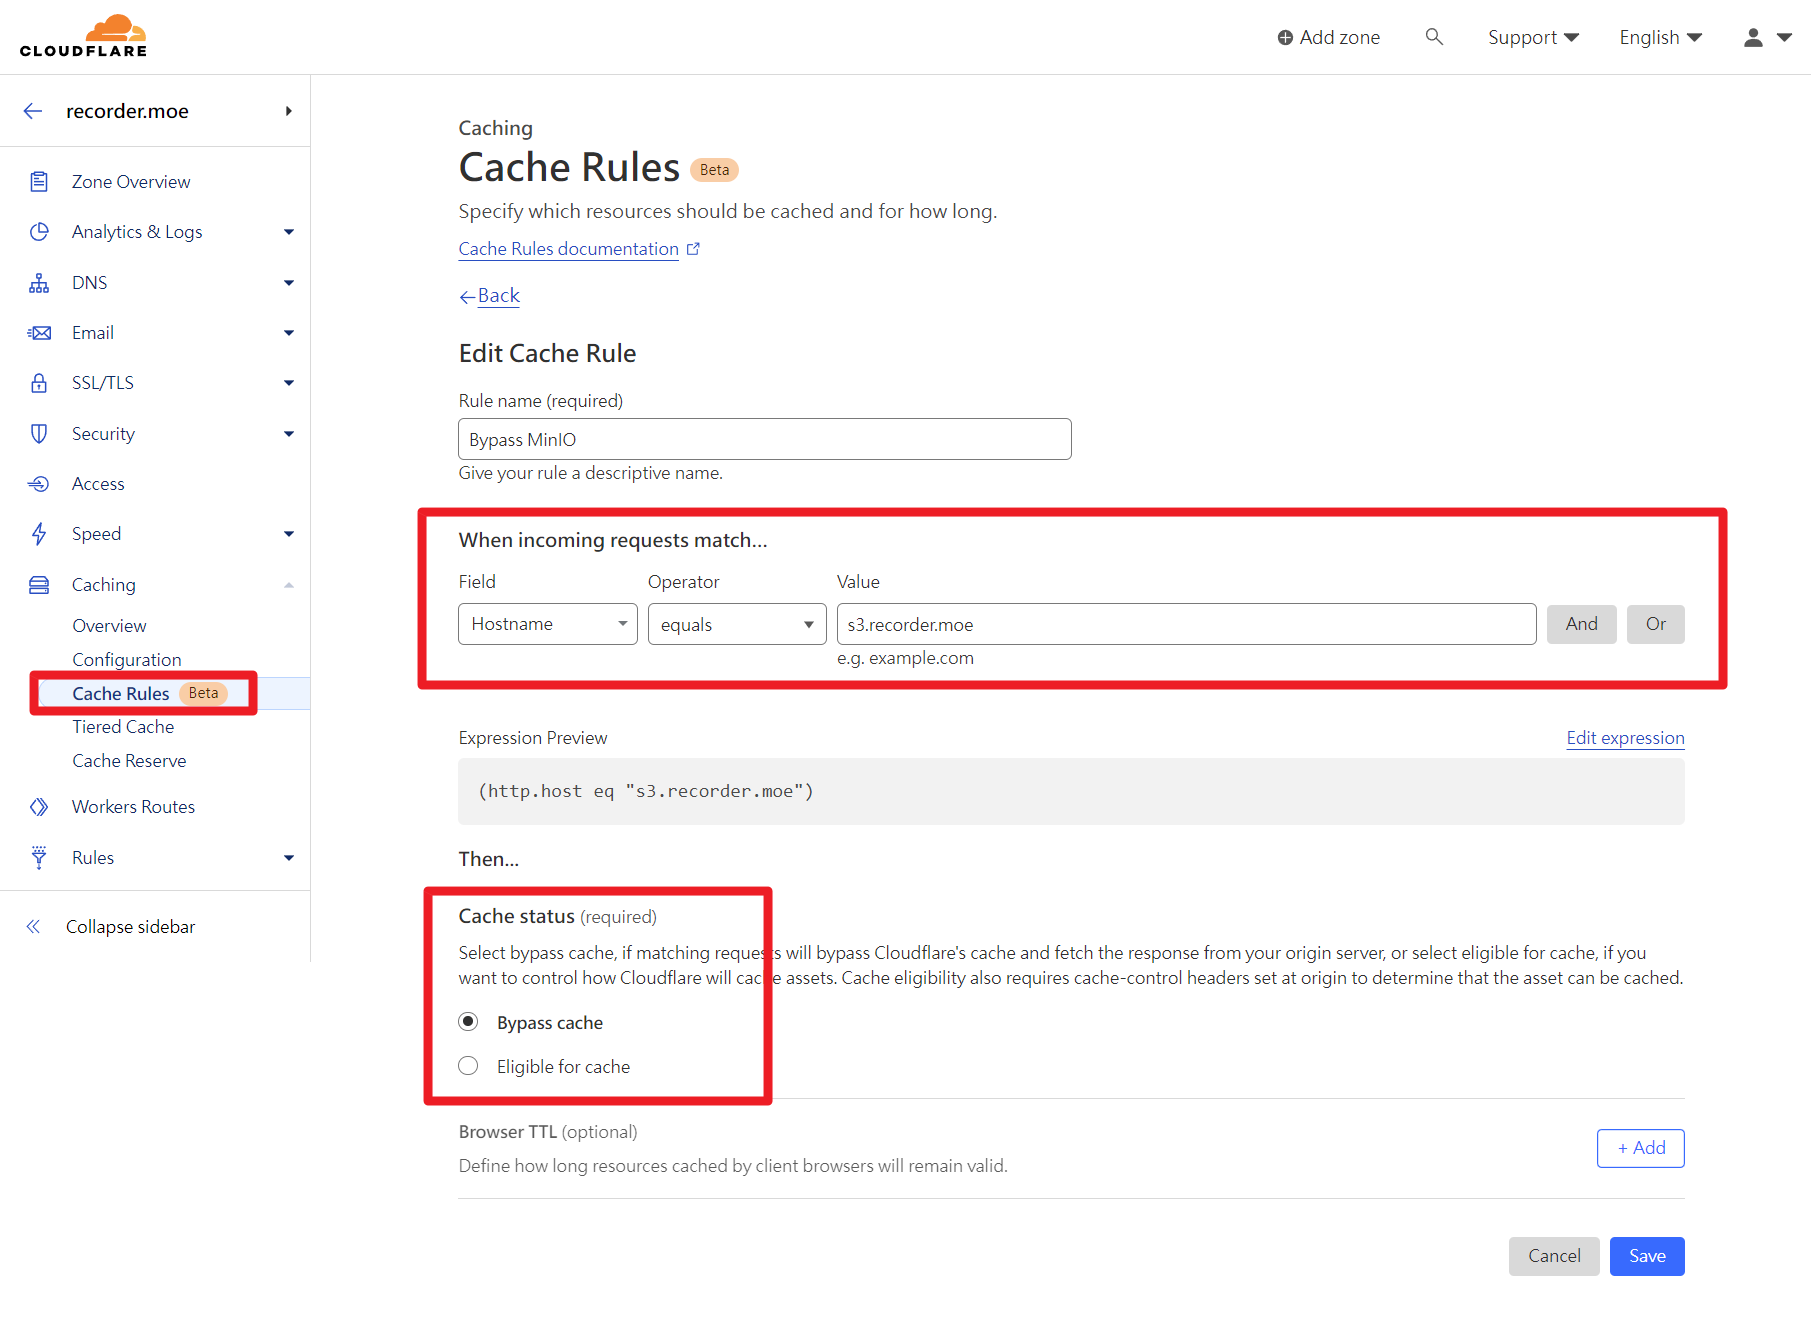 CLOUDFLARE
Add zone
Support
English
recorder.moe
Zone Overview
Analytics & Logs
DNS
Email
SSL/TLS
Security
Access
Speed
Caching
Overview
Configuration
Cache Rules Beta
Tiered Cache
Cache Reserve
Workers Routes
Rules
Collapse sidebar
Caching
Cache Rules Beta
Specify which resources should be cached and for how long.
Cache Rules documentation
Back
Edit Cache Rule
Rule name (required)
Bypass MinIO
Give your rule a descriptive name.
When incoming requests match...
Field Operator Value
Hostname equals s3.recorder.moe And Or
e.g. example.com
Expression Preview Edit expression
(http.host eq "s3.recorder.moe")
Then...
Cache status (required)
Select bypass cache, if matching requests will bypass Cloudflare's cache and fetch the response from your origin server, or select eligible for cache, if you
want to control how Cloudflare will cache assets. Cache eligibility also requires cache-control headers set at origin to determine that the asset can be cached.
Bypass cache
Eligible for cache
Browser TTL (optional)
+ Add
Define how long resources cached by client browsers will remain valid.
Cancel Save